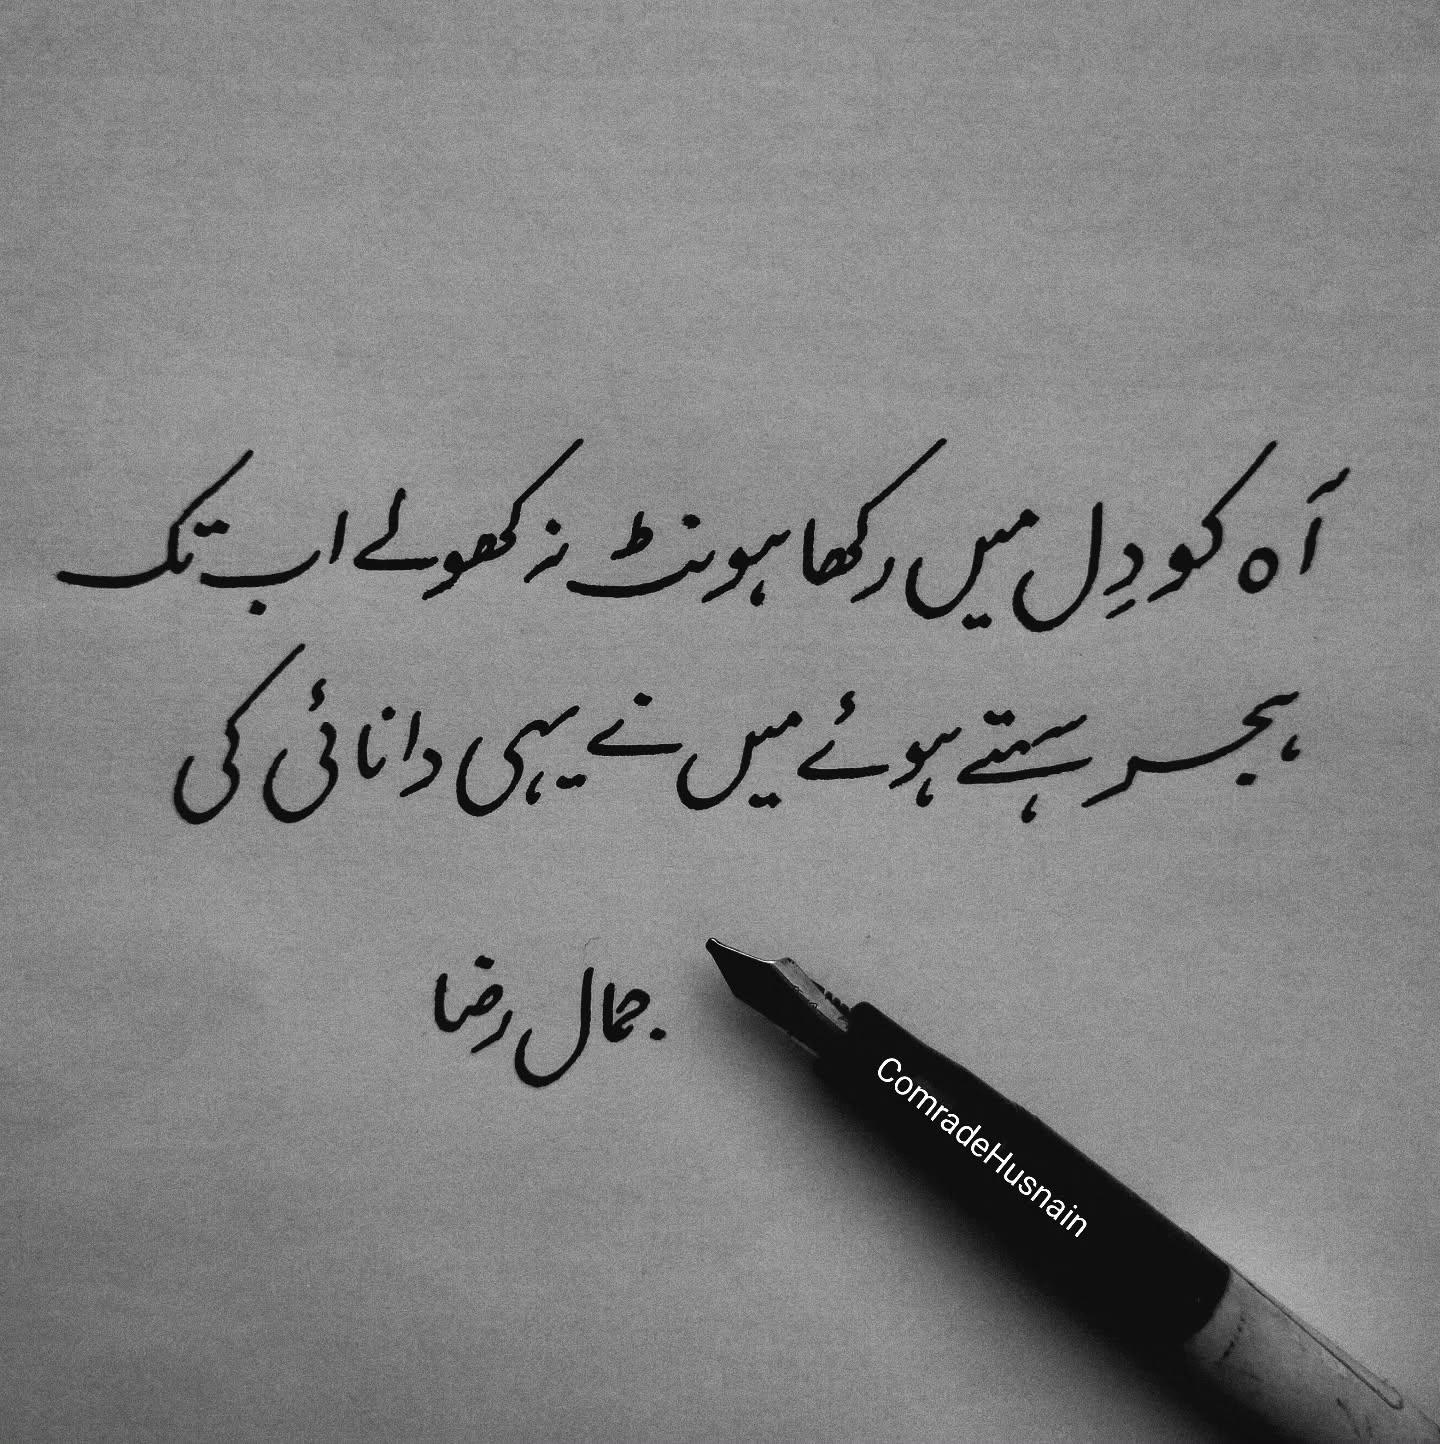 آہ کو دِل میں رکھا ہونٹ نہ کھولے اب تک
ہجر سہتے ہوئے میں نے یہی دانائی کی
جمال رضا
ComradeHusnain